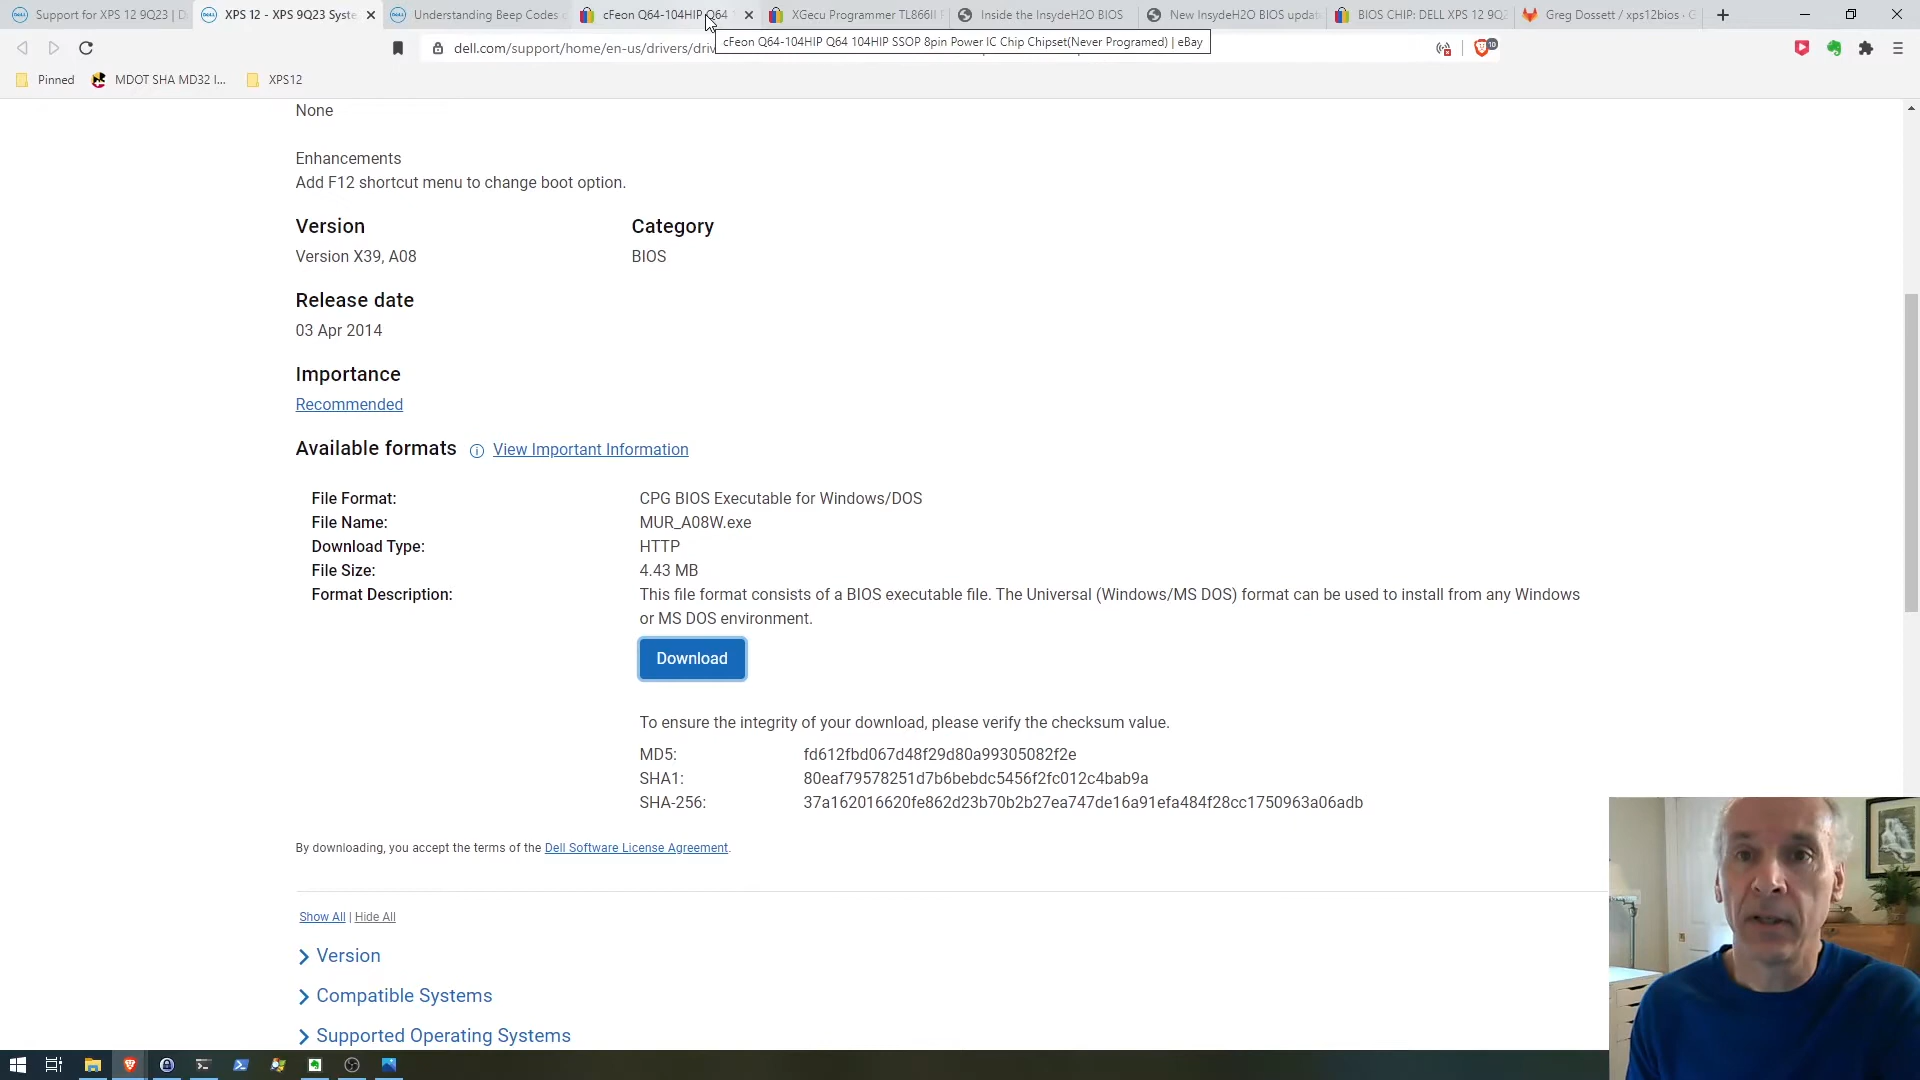 Support for XPS 12 9Q23 | D
XPS 12 - XPS 9Q23 Syste
Understanding Beep Codes
cFeon Q64-104HIP Q64
XGecu Programmer TL866II
Inside the InsydeH2O BIOS
New InsydeH2O BIOS updat
BIOS CHIP: DELL XPS 12 9Q2
Greg Dossett / xps12bios · G
dell.com/support/home/en-us/drivers/driv
cFeon Q64-104HIP Q64 104HIP SSOP 8pin Power IC Chip Chipset(Never Programed) | eBay
10
Pinned
MDOT SHA MD32 I...
XPS12
None
Enhancements
Add F12 shortcut menu to change boot option.
Version
Category
Version X39, A08
BIOS
Release date
03 Apr 2014
Importance
Recommended
Available formats
View Important Information
File Format:
CPG BIOS Executable for Windows/DOS
File Name:
MUR_A08W.exe
Download Type:
HTTP
File Size:
4.43 MB
Format Description:
This file format consists of a BIOS executable file. The Universal (Windows/MS DOS) format can be used to install from any Windows
or MS DOS environment.
Download
To ensure the integrity of your download, please verify the checksum value.
MD5:
fd612fbd067d48f29d80a99305082f2e
SHA1:
80eaf79578251d7b6bebdc5456f2fc012c4bab9a
SHA-256:
37a162016620fe862d23b70b2b27ea747de16a91efa484f28cc1750963a06adb
By downloading, you accept the terms of the Dell Software License Agreement.
Show All | Hide All
Version
Compatible Systems
Supported Operating Systems